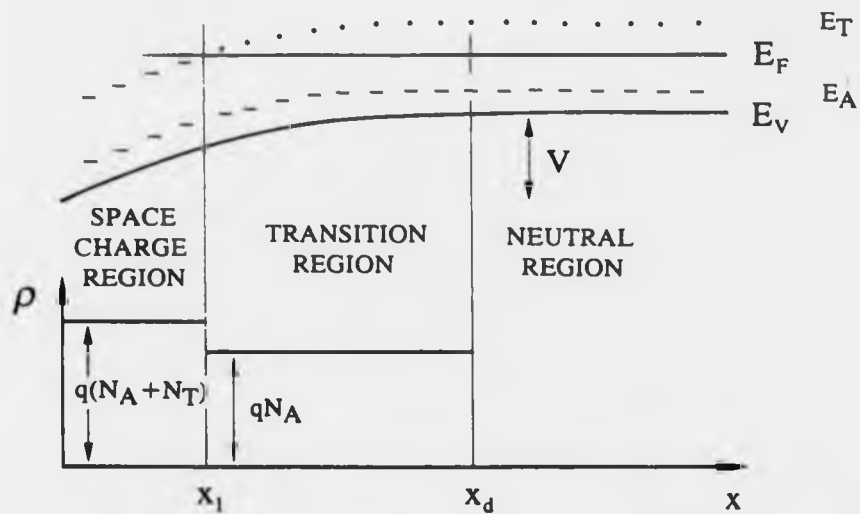 E_T
E_F
E_A
E_V
V
SPACE
CHARGE
REGION
TRANSITION
REGION
NEUTRAL
REGION
ρ
q(N_A+N_T)
qN_A
x_1
x_d
x